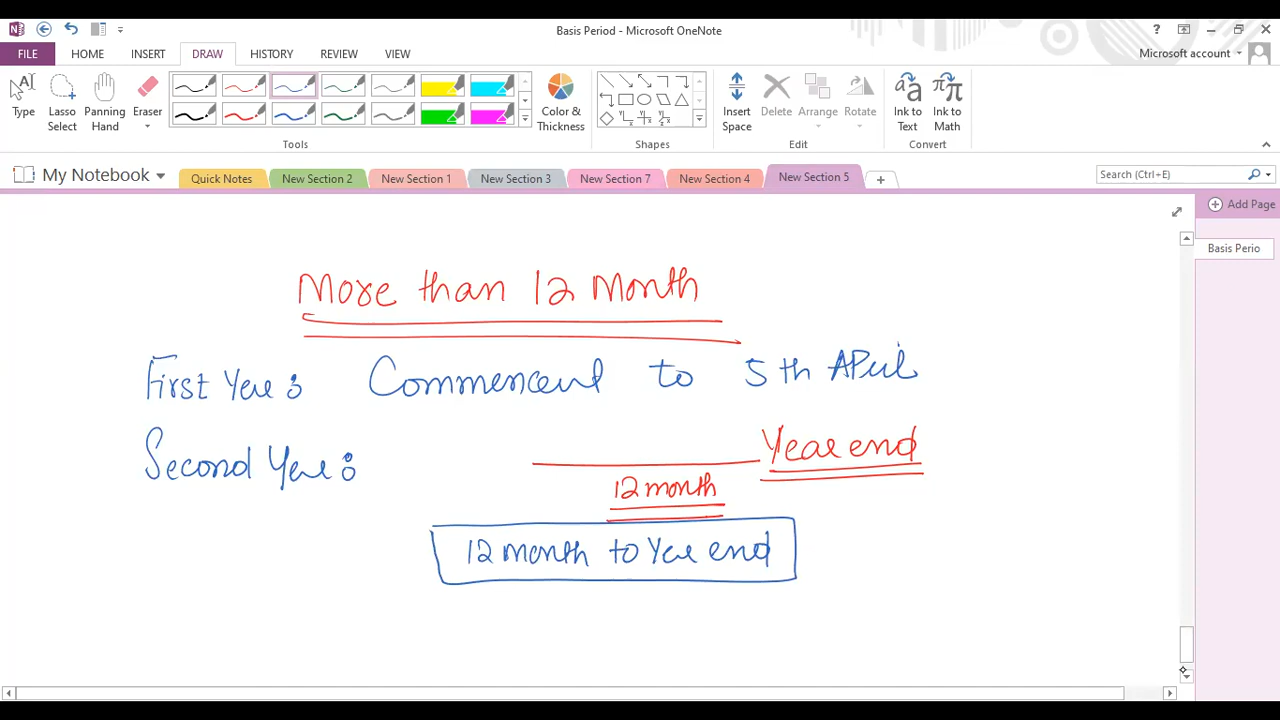 Basis Period - Microsoft OneNote
?
Microsoft account
FILE HOME INSERT DRAW HISTORY REVIEW VIEW
Type
Lasso Select
Panning Hand
Eraser
Color & Thickness
Insert Space
Delete
Arrange
Rotate
Ink to Text
Ink to Math
Tools
Shapes
Edit
Convert
My Notebook
Quick Notes
New Section 2
New Section 1
New Section 3
New Section 7
New Section 4
New Section 5
Search (Ctrl+E)
Add Page
Basis Perio
More than 12 Month
First Yere : Commencent to 5th APril
Second Yere : Yeare end
12 month
12 month to Yere end